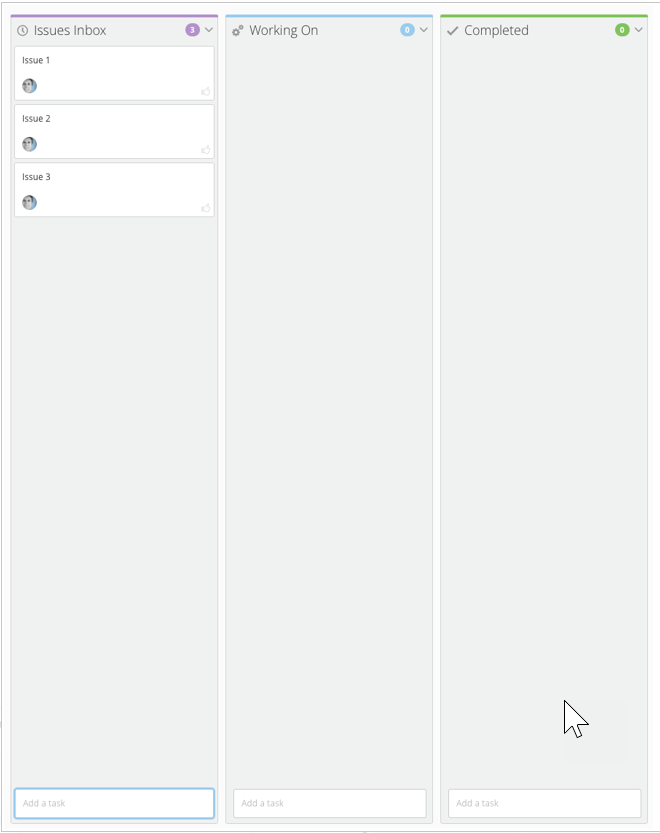 Issues Inbox 3
Issue 1
Issue 2
Issue 3
Add a task
Working On 0
Add a task
Completed 0
Add a task